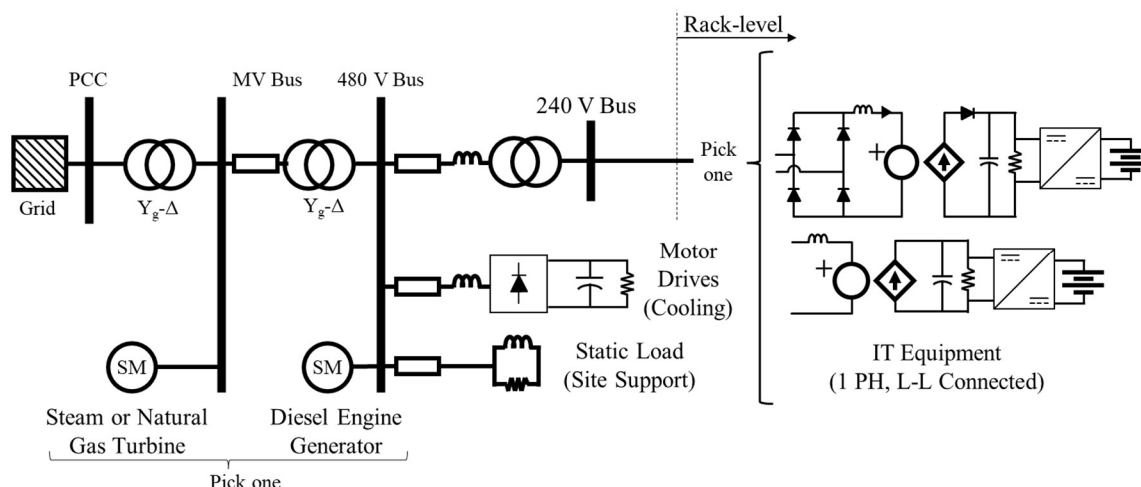 Rack-level
PCC
MV Bus
480 V Bus
240 V Bus
Pick
one
Grid
Yg-Δ
Yg-Δ
Motor
Drives
(Cooling)
SM
SM
Static Load
(Site Support)
IT Equipment
(1 PH, L-L Connected)
Steam or Natural
Gas Turbine
Diesel Engine
Generator
Pick one